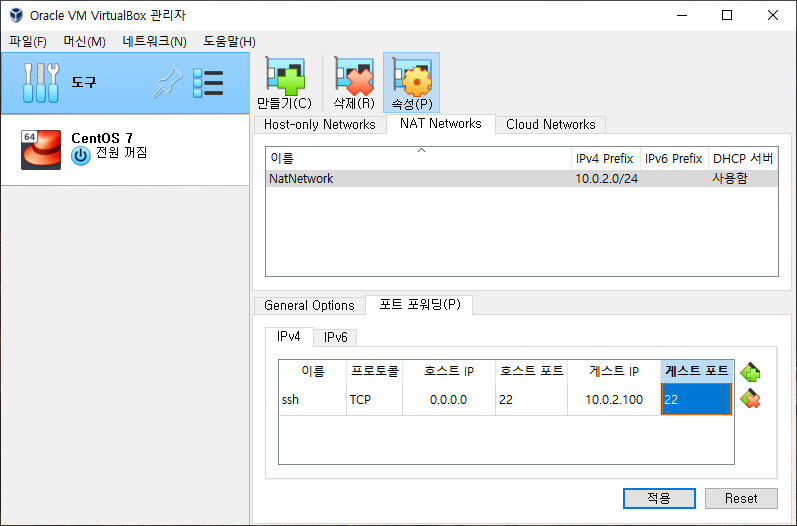 Oracle VM VirtualBox 관리자
파일(F) 머신(M) 네트워크(N) 도움말(H)
도구
만들기(C) 삭제(R) 속성(P)
64
CentOS 7
전원 꺼짐
Host-only Networks NAT Networks Cloud Networks
이름 IPv4 Prefix IPv6 Prefix DHCP 서버
NatNetwork 10.0.2.0/24 사용함
General Options 포트 포워딩(P)
IPv4 IPv6
이름 프로토콜 호스트 IP 호스트 포트 게스트 IP 게스트 포트
ssh TCP 0.0.0.0 22 10.0.2.100 22
적용 Reset